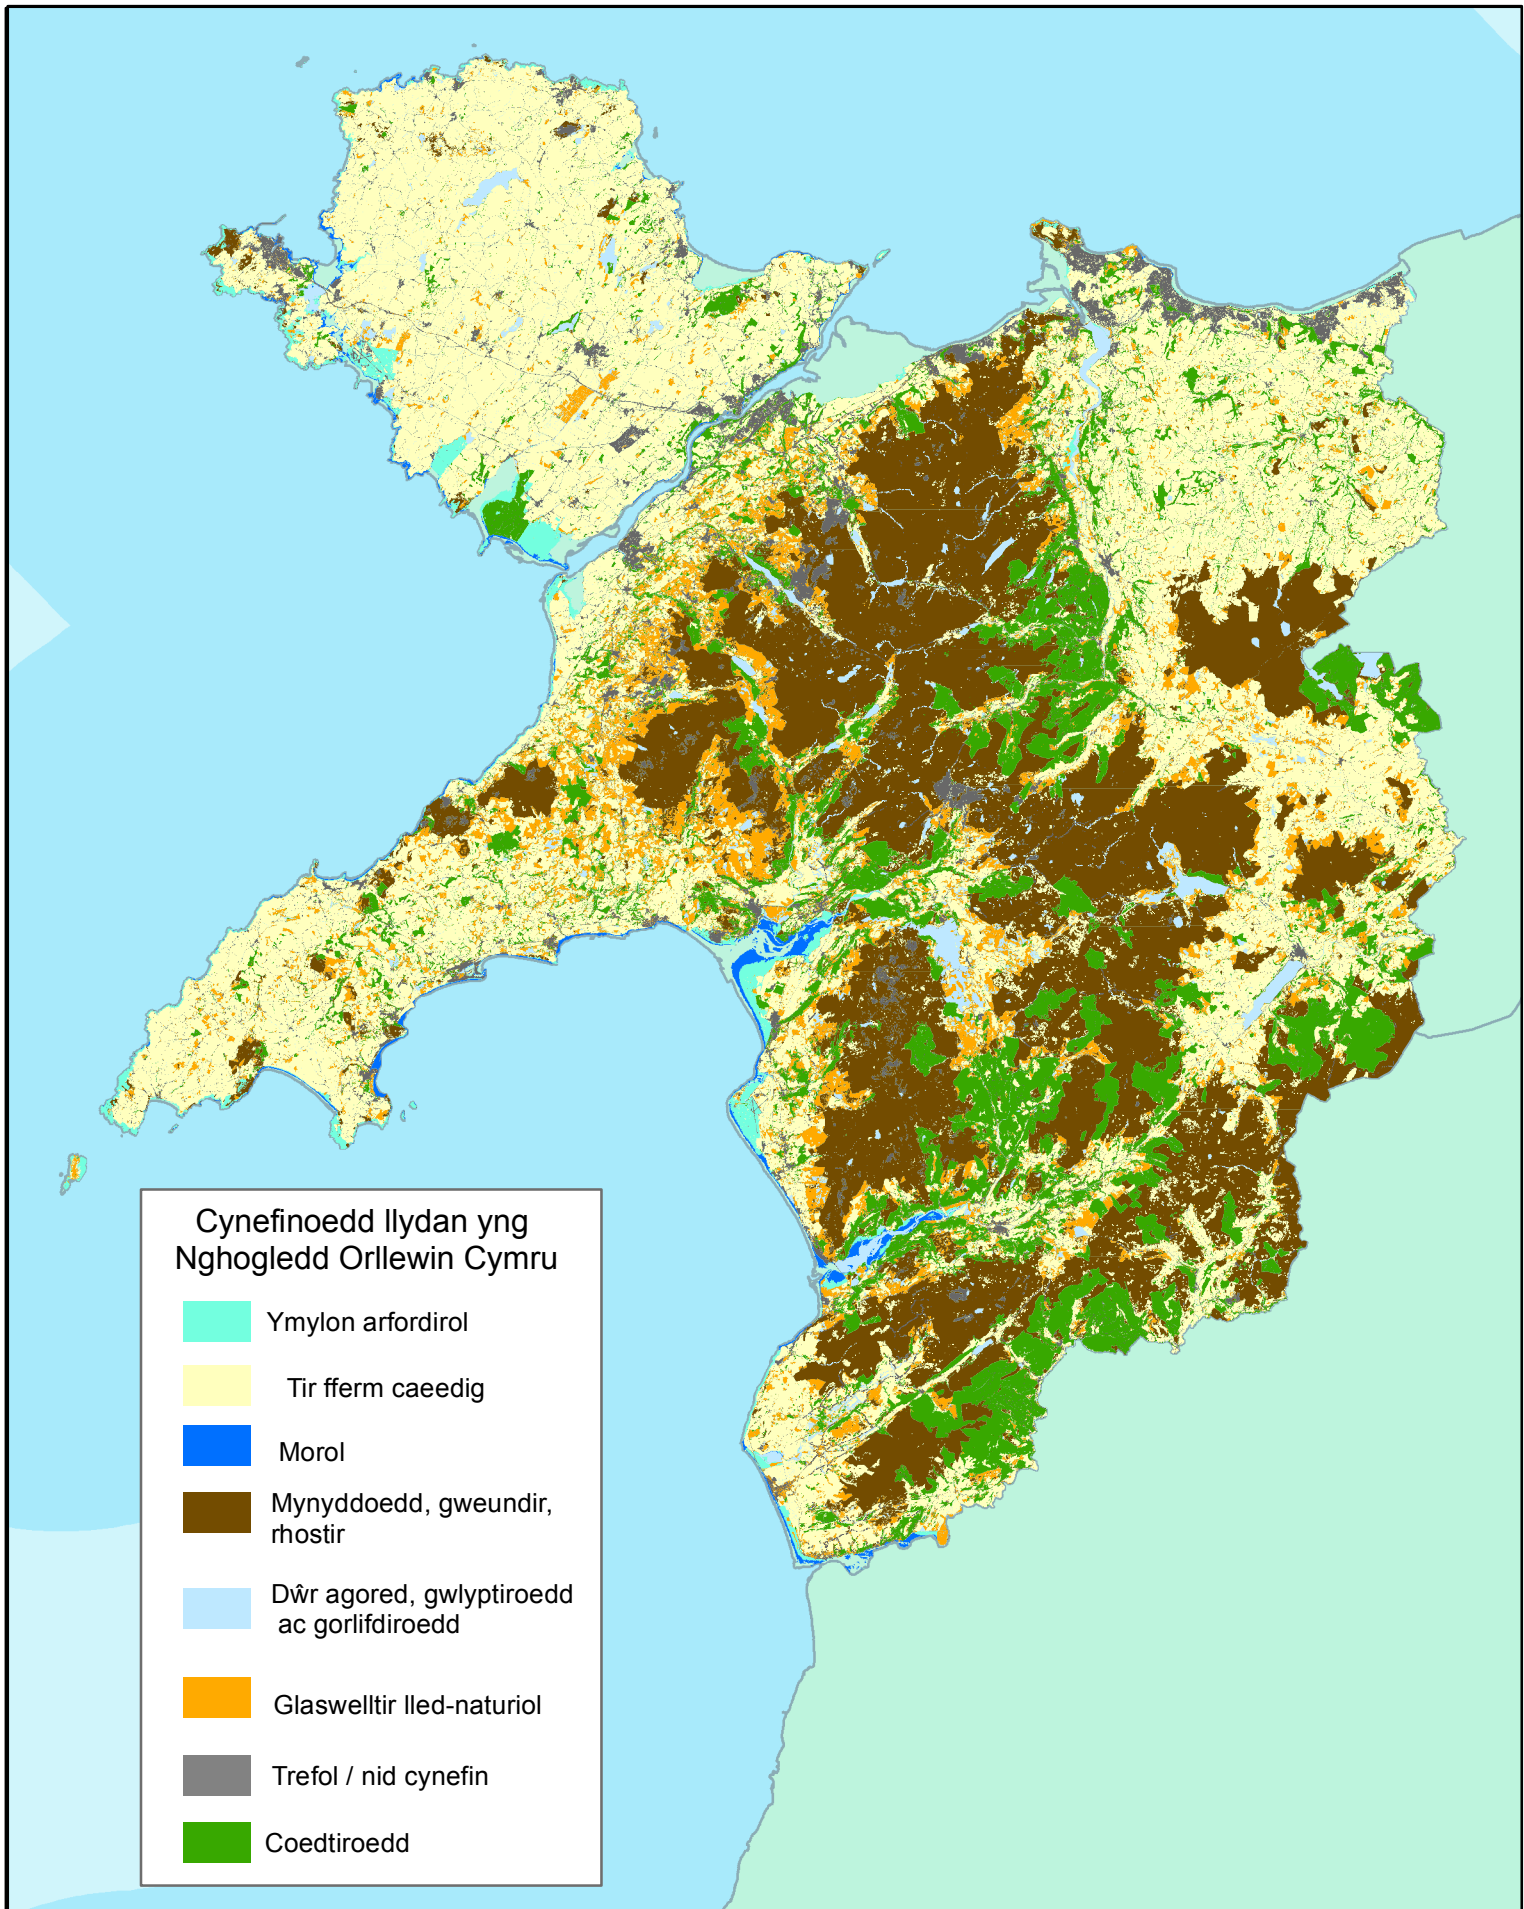 Cynefinoedd llydan yng
Nghogledd Orllewin Cymru
Ymylon arfordirol
Tir fferm caeedig
Morol
Mynyddoedd, gweundir,
rhostir
Dŵr agored, gwlyptiroedd
ac gorlifdiroedd
Glaswelltir lled-naturiol
Trefol / nid cynefin
Coedtiroedd